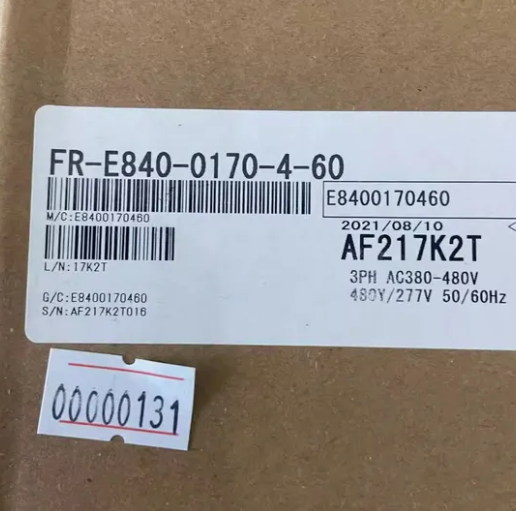 FR-E840-0170-4-60
E8400170460
M/C:E8400170460
2021/08/10
AF217K2T
L/N:17K2T
3PH AC380-480V
G/C:E8400170460
480Y/277V 50/60Hz
S/N:AF217K2T016
00000131